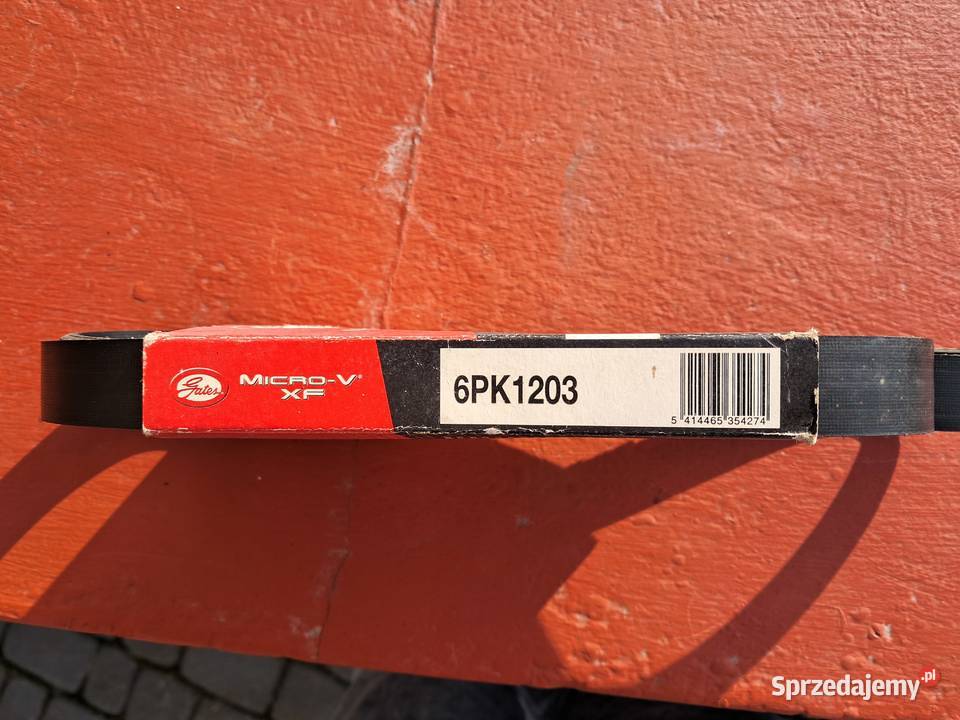 Gates
MICRO-V®
XF
6PK1203
5 414465 354274
Sprzedajemy.pl